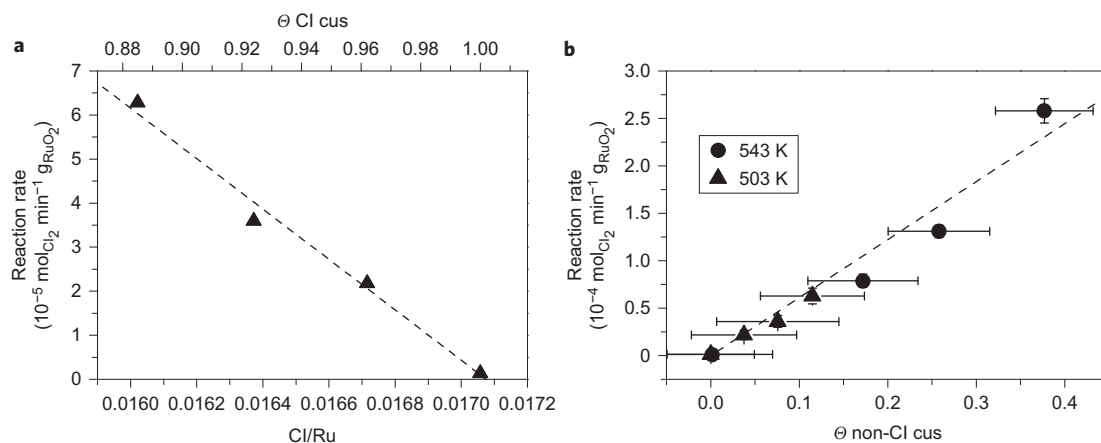 a
Θ Cl cus
0.88 0.90 0.92 0.94 0.96 0.98 1.00
Reaction rate
(10⁻⁵ mol_Cl₂ min⁻¹ g_RuO₂)
7
6
5
4
3
2
1
0
0.0160 0.0162 0.0164 0.0166 0.0168 0.0170 0.0172
Cl/Ru
b
Reaction rate
(10⁻⁴ mol_Cl₂ min⁻¹ g_RuO₂)
3.0
2.5
2.0
1.5
1.0
0.5
0
543 K
503 K
0.0 0.1 0.2 0.3 0.4
Θ non-Cl cus